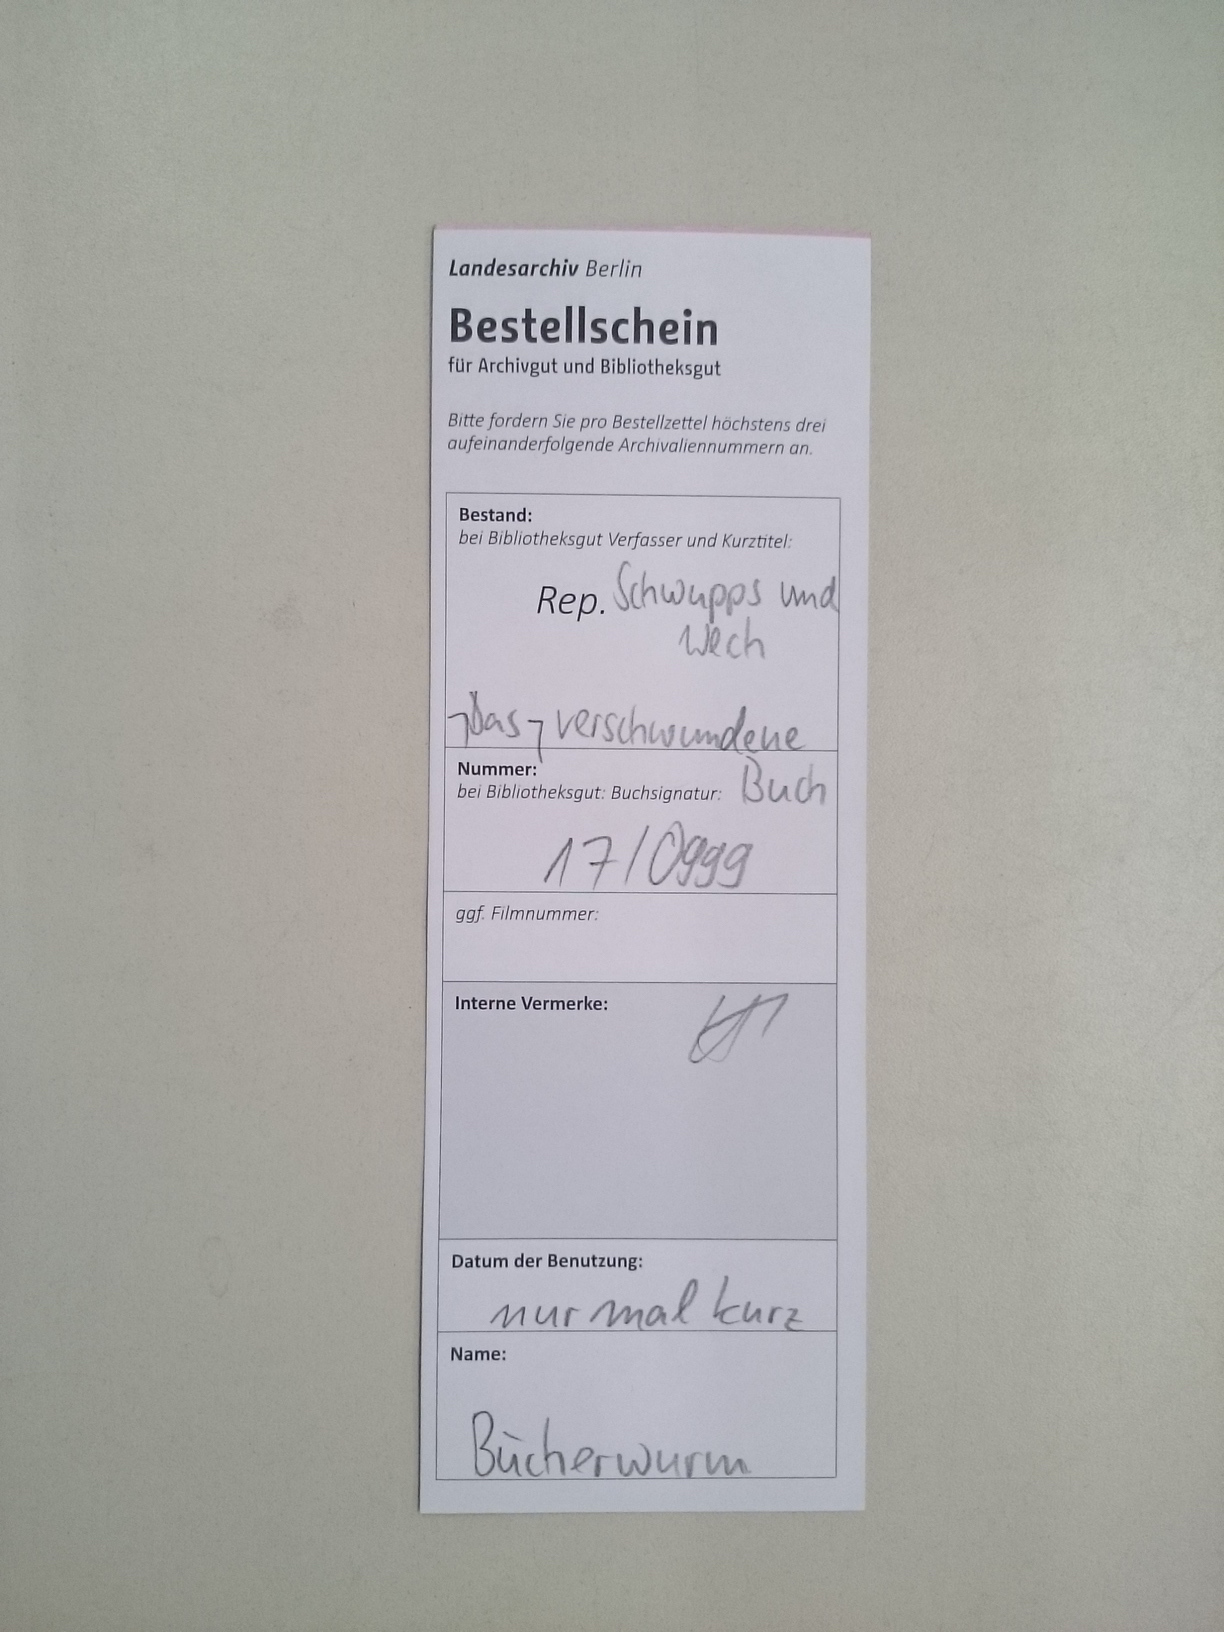 Landesarchiv Berlin
Bestellschein
für Archivgut und Bibliotheksgut
Bitte fordern Sie pro Bestellzettel höchstens drei
aufeinanderfolgende Archivaliennummern an.
Bestand:
bei Bibliotheksgut Verfasser und Kurztitel:
Rep. Schwupps und
Wech
¬Das¬ verschwundene
Buch
Nummer:
bei Bibliotheksgut: Buchsignatur:
17/0999
ggf. Filmnummer:
Interne Vermerke:
Datum der Benutzung:
nur mal kurz
Name:
Bücherwurm